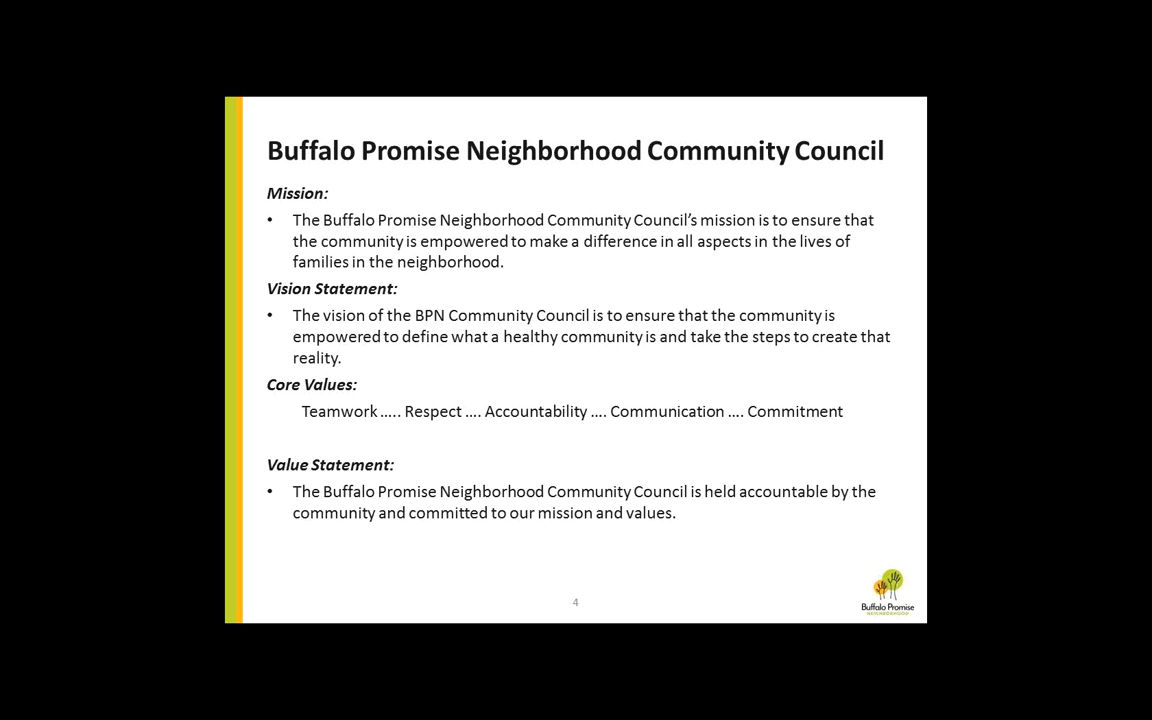 Buffalo Promise Neighborhood Community Council
Mission:
• The Buffalo Promise Neighborhood Community Council’s mission is to ensure that
the community is empowered to make a difference in all aspects in the lives of
families in the neighborhood.
Vision Statement:
• The vision of the BPN Community Council is to ensure that the community is
empowered to define what a healthy community is and take the steps to create that
reality.
Core Values:
Teamwork ….. Respect …. Accountability …. Communication …. Commitment
Value Statement:
• The Buffalo Promise Neighborhood Community Council is held accountable by the
community and committed to our mission and values.
4
Buffalo Promise